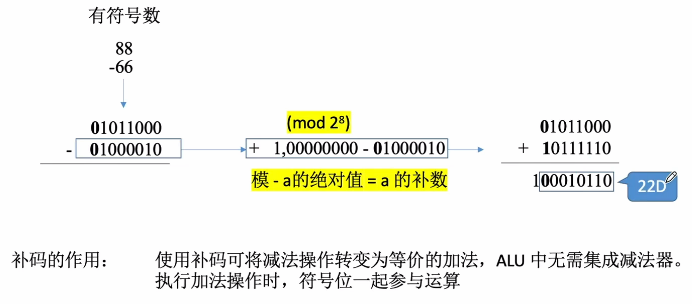 有符号数
88
-66
01011000
- 01000010
(mod 2⁸)
+ 1,00000000 - 01000010
模 - a的绝对值 = a 的补数
01011000
+ 10111110
100010110
22D
补码的作用： 使用补码可将减法操作转变为等价的加法，ALU 中无需集成减法器。
执行加法操作时，符号位一起参与运算